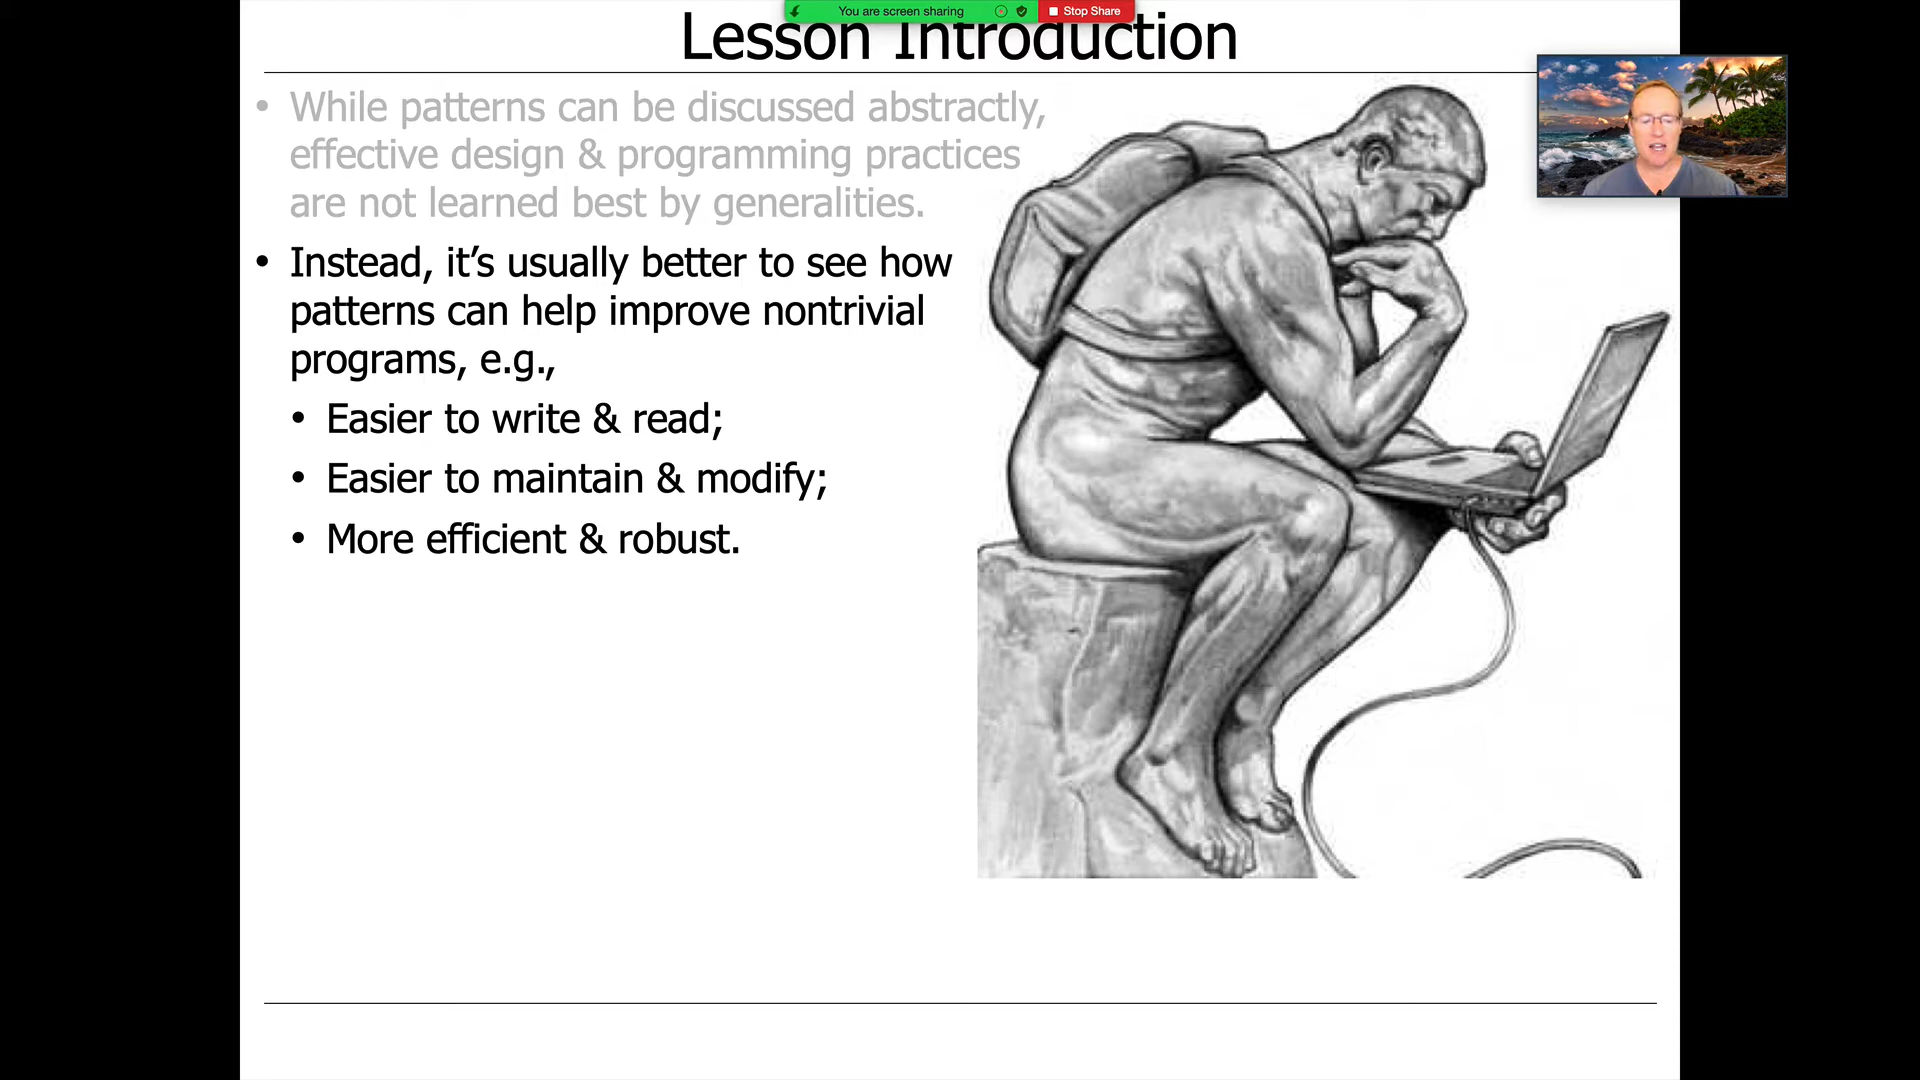 You are screen sharing
Stop Share
Lesson Introduction
• While patterns can be discussed abstractly,
effective design & programming practices
are not learned best by generalities.
• Instead, it’s usually better to see how
patterns can help improve nontrivial
programs, e.g.,
• Easier to write & read;
• Easier to maintain & modify;
• More efficient & robust.